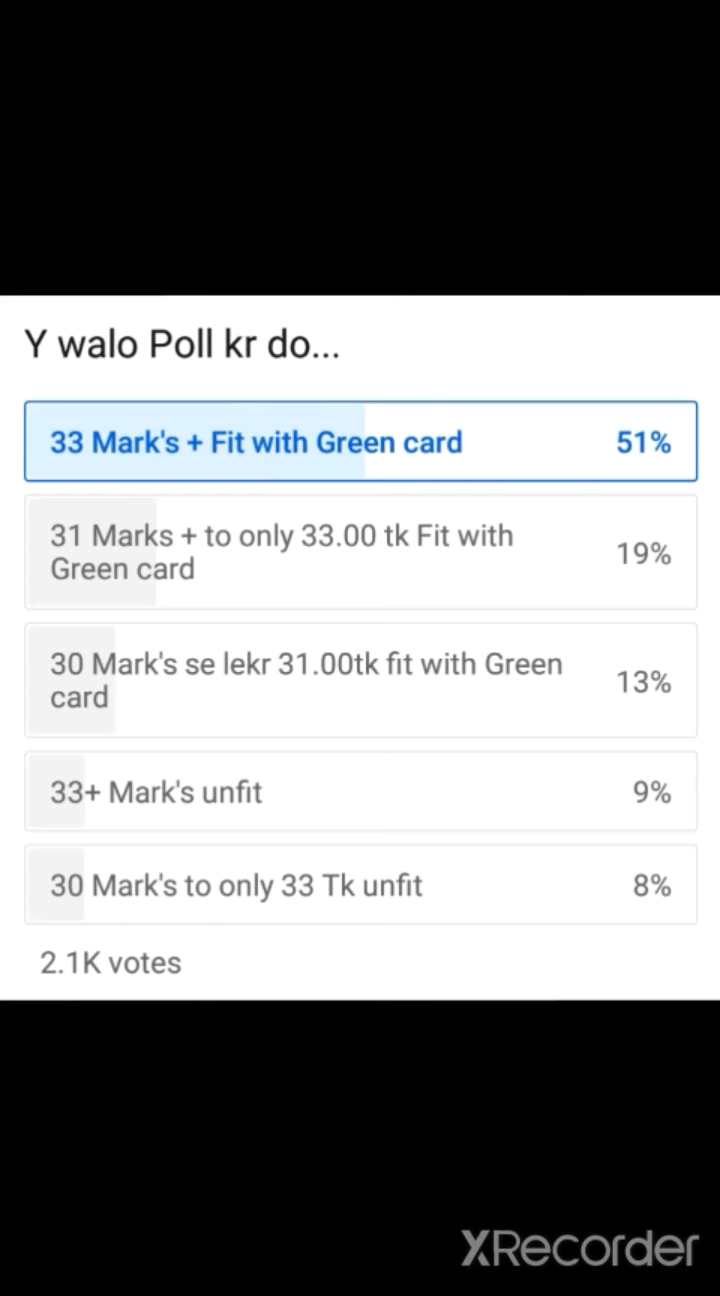 Y walo Poll kr do...
33 Mark's + Fit with Green card 51%
31 Marks + to only 33.00 tk Fit with
Green card 19%
30 Mark's se lekr 31.00tk fit with Green
card 13%
33+ Mark's unfit 9%
30 Mark's to only 33 Tk unfit 8%
2.1K votes
XRecorder